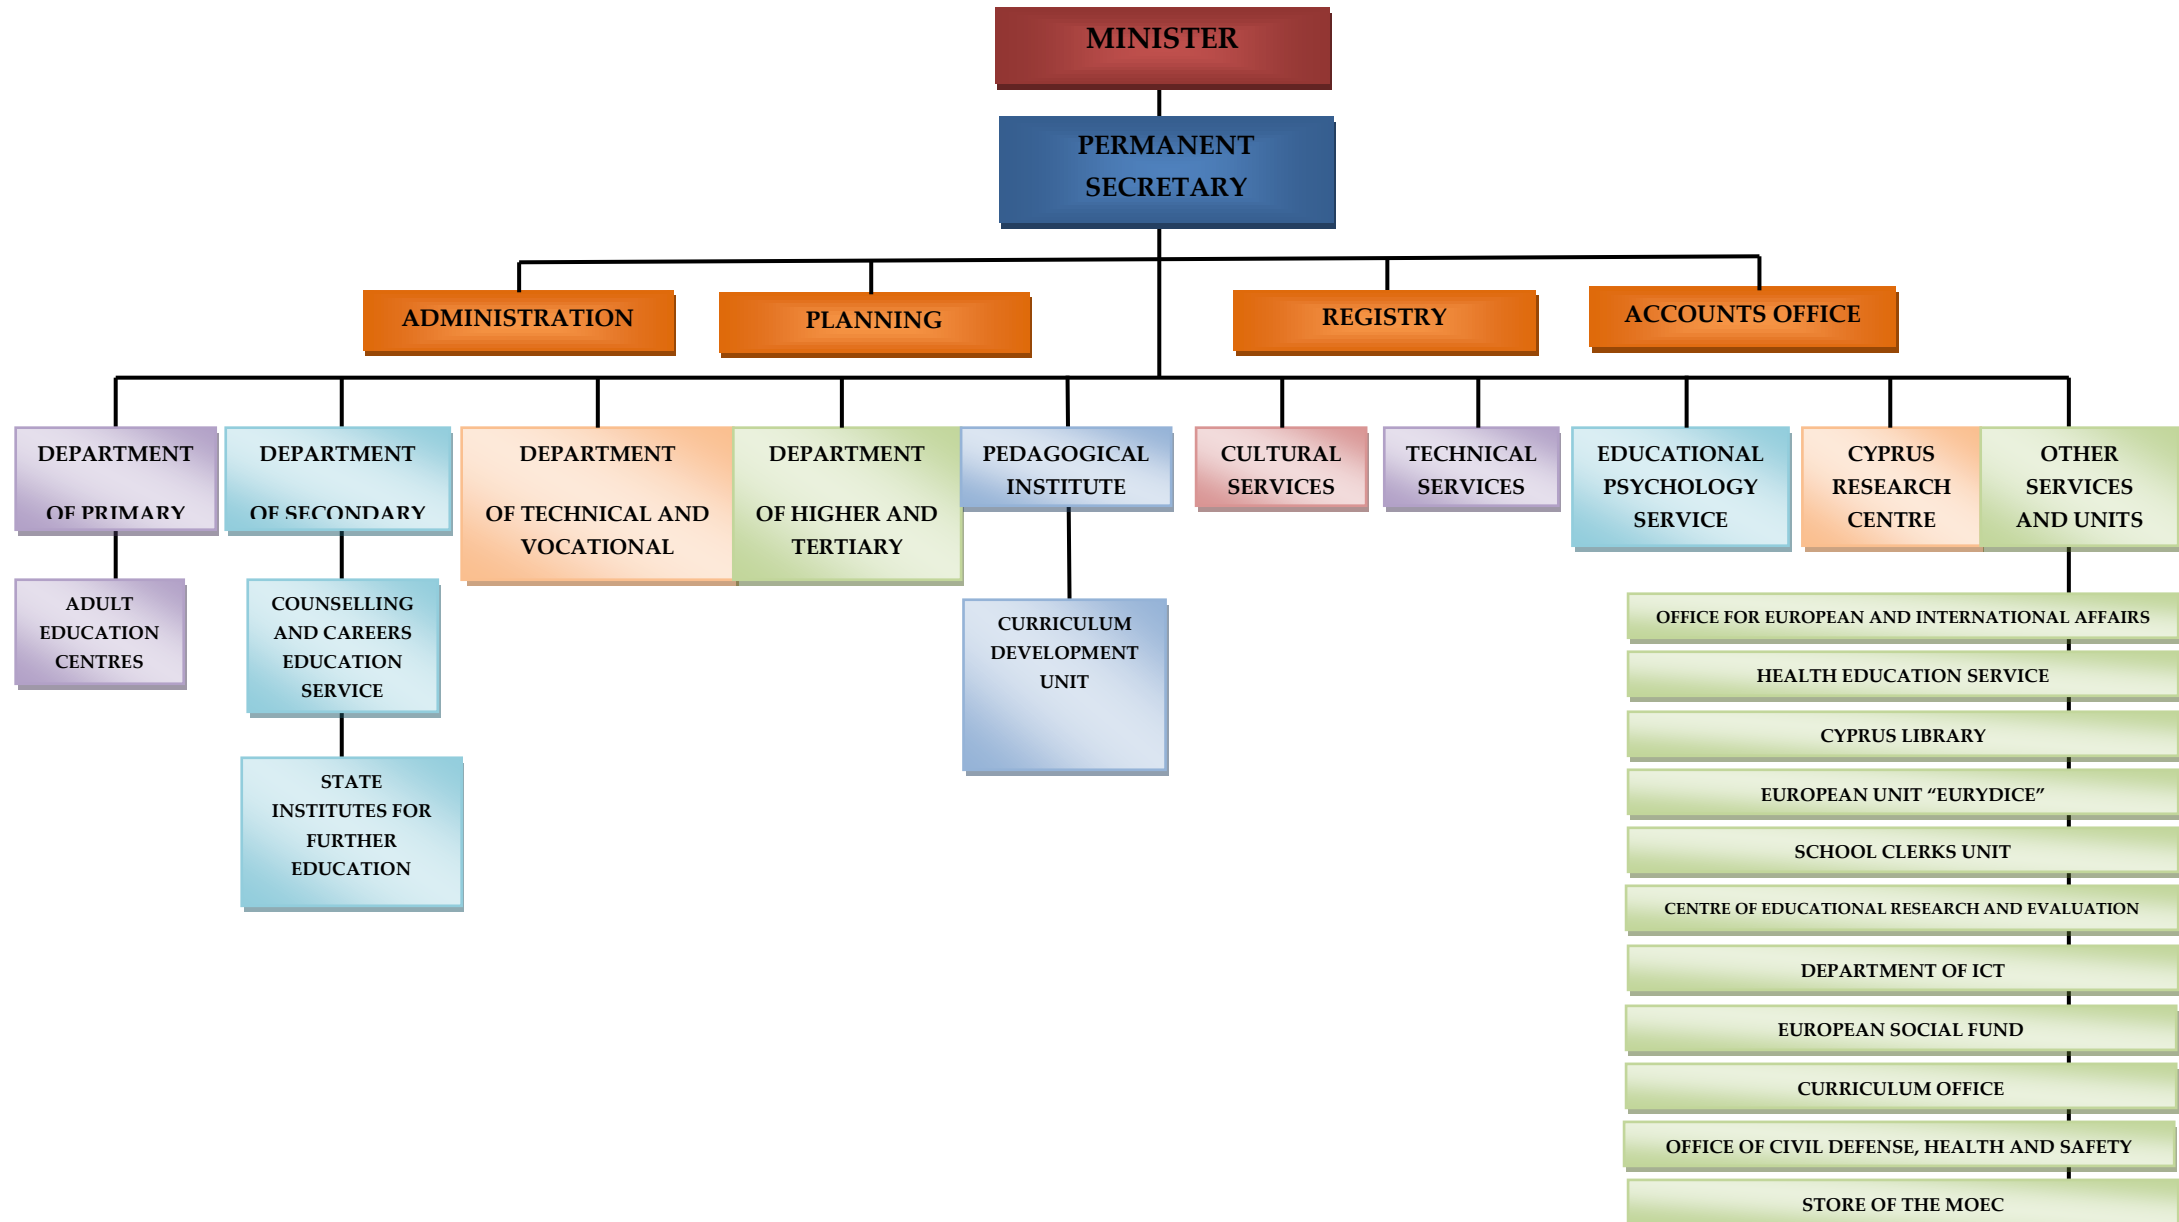 MINISTER
PERMANENT
SECRETARY
ADMINISTRATION
PLANNING
REGISTRY
ACCOUNTS OFFICE
DEPARTMENT
OF PRIMARY
DEPARTMENT
OF SECONDARY
DEPARTMENT
OF TECHNICAL AND
VOCATIONAL
DEPARTMENT
OF HIGHER AND
TERTIARY
PEDAGOGICAL
INSTITUTE
CULTURAL
SERVICES
TECHNICAL
SERVICES
EDUCATIONAL
PSYCHOLOGY
SERVICE
CYPRUS
RESEARCH
CENTRE
OTHER
SERVICES
AND UNITS
ADULT
EDUCATION
CENTRES
COUNSELLING
AND CAREERS
EDUCATION
SERVICE
STATE
INSTITUTES FOR
FURTHER
EDUCATION
CURRICULUM
DEVELOPMENT
UNIT
OFFICE FOR EUROPEAN AND INTERNATIONAL AFFAIRS
HEALTH EDUCATION SERVICE
CYPRUS LIBRARY
EUROPEAN UNIT “EURYDICE”
SCHOOL CLERKS UNIT
CENTRE OF EDUCATIONAL RESEARCH AND EVALUATION
DEPARTMENT OF ICT
EUROPEAN SOCIAL FUND
CURRICULUM OFFICE
OFFICE OF CIVIL DEFENSE, HEALTH AND SAFETY
STORE OF THE MOEC